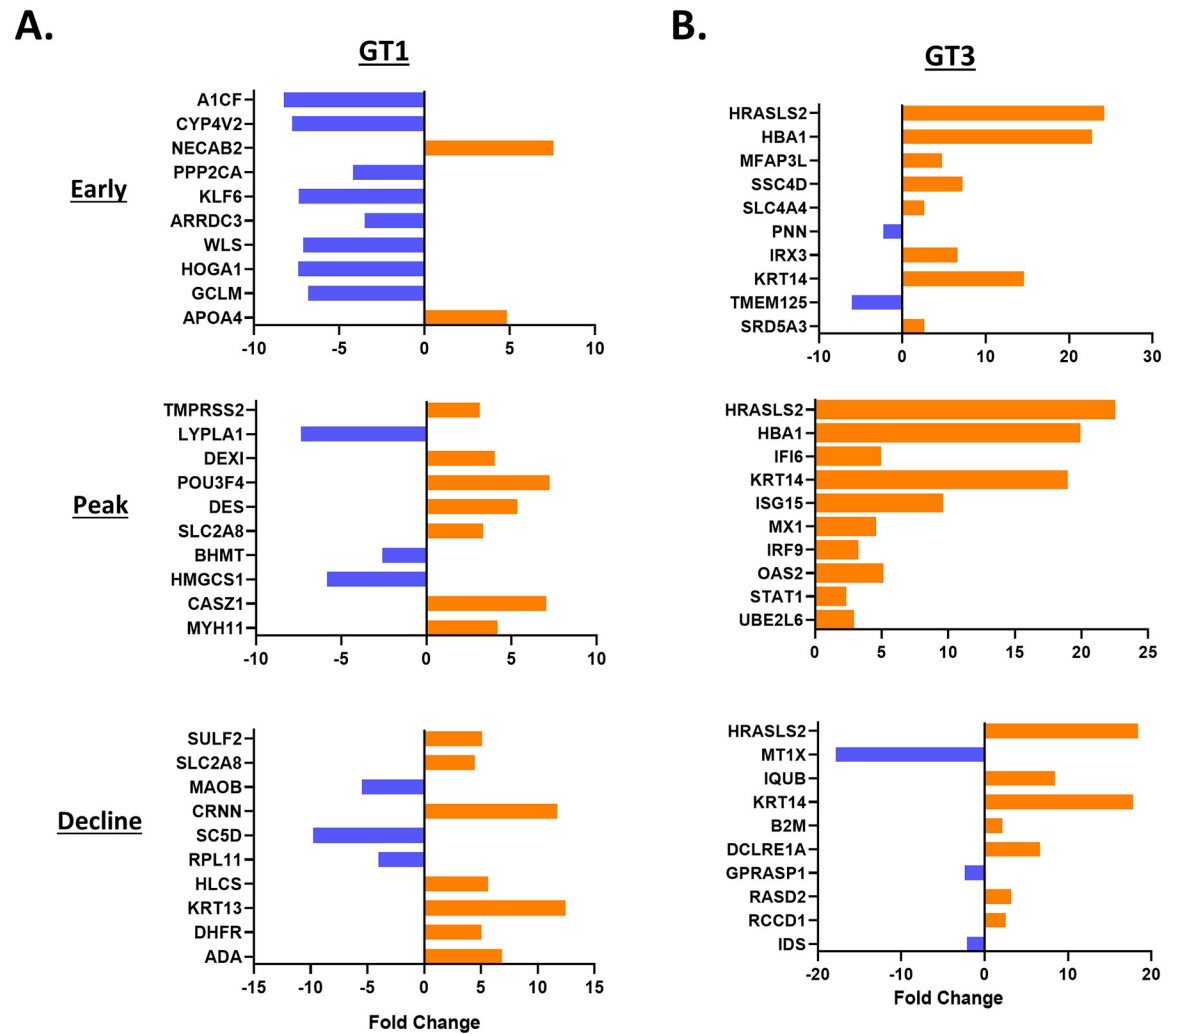 A.
GT1
Early
A1CF
CYP4V2
NECAB2
PPP2CA
KLF6
ARRDC3
WLS
HOGA1
GCLM
APOA4
-10 -5 0 5 10
Peak
TMPRSS2
LYPLA1
DEXI
POU3F4
DES
SLC2A8
BHMT
HMGCS1
CASZ1
MYH11
-10 -5 0 5 10
Decline
SULF2
SLC2A8
MAOB
CRNN
SC5D
RPL11
HLCS
KRT13
DHFR
ADA
-15 -10 -5 0 5 10 15
Fold Change
B.
GT3
HRASLS2
HBA1
MFAP3L
SSC4D
SLC4A4
PNN
IRX3
KRT14
TMEM125
SRD5A3
-10 0 10 20 30
HRASLS2
HBA1
IFI6
KRT14
ISG15
MX1
IRF9
OAS2
STAT1
UBE2L6
0 5 10 15 20 25
HRASLS2
MT1X
IQUB
KRT14
B2M
DCLRE1A
GPRASP1
RASD2
RCCD1
IDS
-20 -10 0 10 20
Fold Change